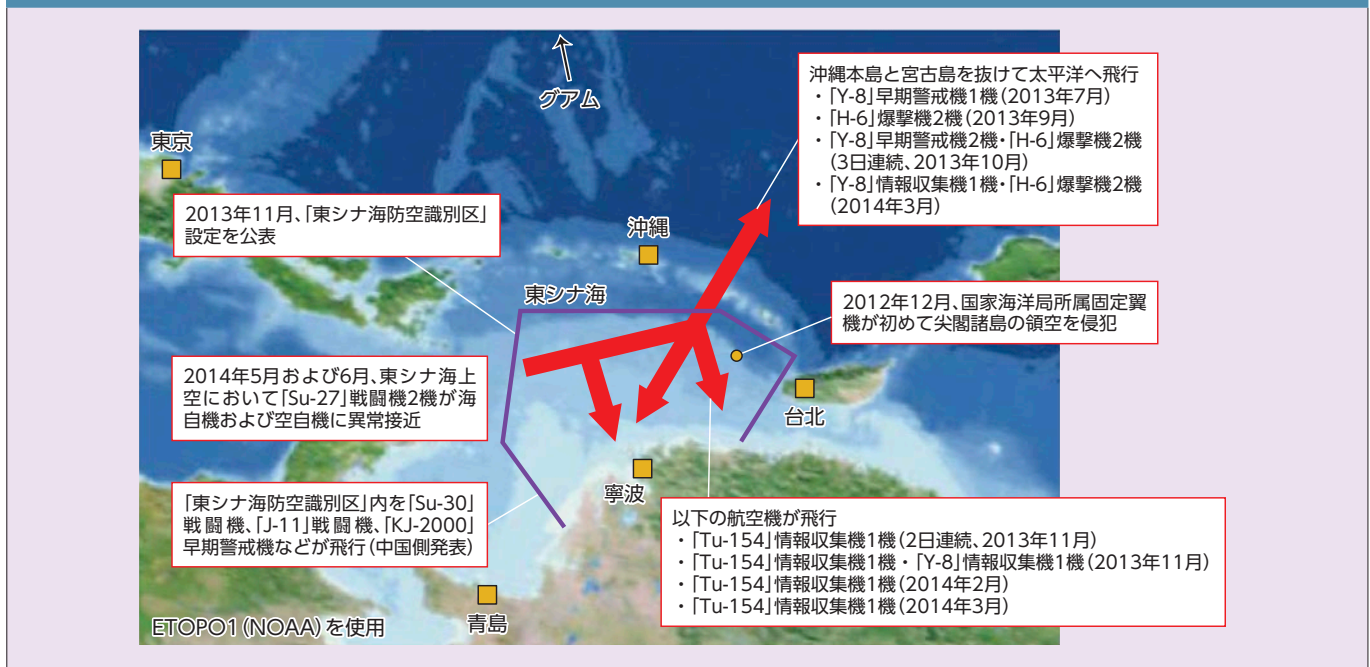 グアム
東京
沖縄本島と宮古島を抜けて太平洋へ飛行
・「Y-8」早期警戒機1機(2013年7月)
・「H-6」爆撃機2機(2013年9月)
・「Y-8」早期警戒機2機・「H-6」爆撃機2機
(3日連続、2013年10月)
・「Y-8」情報収集機1機・「H-6」爆撃機2機
(2014年3月)
2013年11月、「東シナ海防空識別区」
設定を公表
沖縄
東シナ海
2012年12月、国家海洋局所属固定翼
機が初めて尖閣諸島の領空を侵犯
2014年5月および6月、東シナ海上
空において「Su-27」戦闘機2機が海
自機および空自機に異常接近
台北
寧波
「東シナ海防空識別区」内を「Su-30」
戦闘機、「J-11」戦闘機、「KJ-2000」
早期警戒機などが飛行(中国側発表)
以下の航空機が飛行
・「Tu-154」情報収集機1機(2日連続、2013年11月)
・「Tu-154」情報収集機1機・「Y-8」情報収集機1機(2013年11月)
・「Tu-154」情報収集機1機(2014年2月)
・「Tu-154」情報収集機1機(2014年3月)
青島
ETOPO1(NOAA)を使用